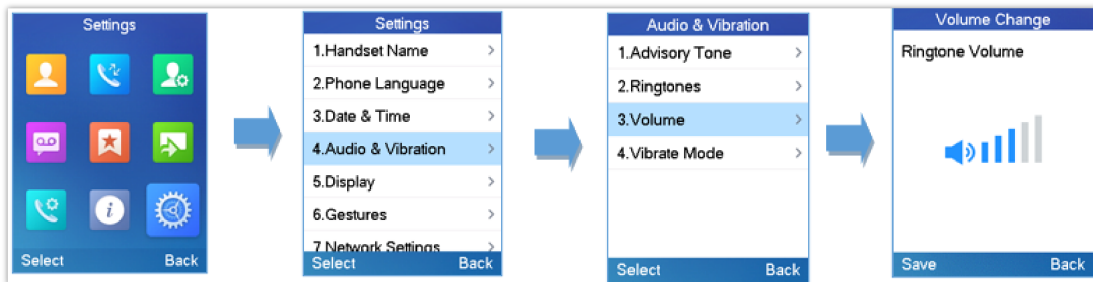 Settings
Select Back
Settings
1.Handset Name
2.Phone Language
3.Date & Time
4.Audio & Vibration
5.Display
6.Gestures
7 Network Settings
Select Back
Audio & Vibration
1.Advisory Tone
2.Ringtones
3.Volume
4.Vibrate Mode
Select Back
Volume Change
Ringtone Volume
Save Back